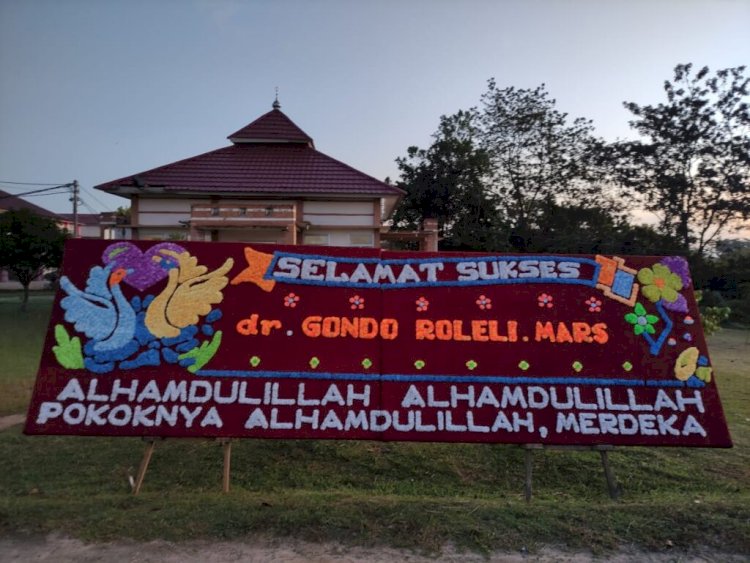 SELAMAT SUKSES
dr. GONDO ROLELI. MARS
ALHAMDULILLAH ALHAMDULILLAH
POKOKNYA ALHAMDULILLAH, MERDEKA